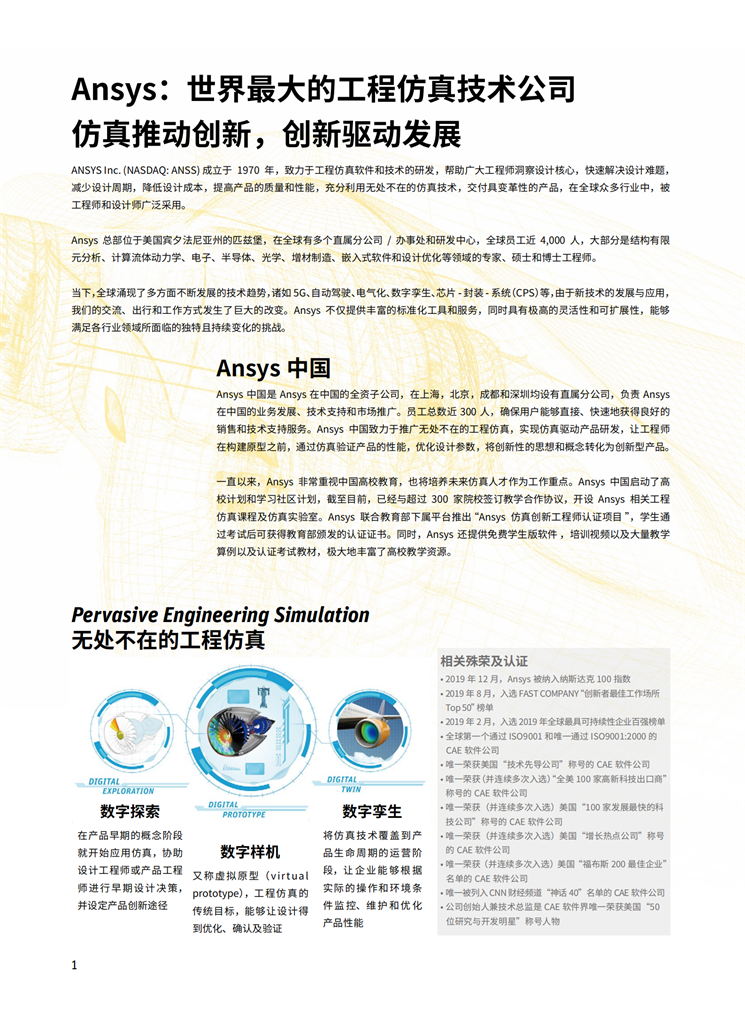 Ansys：世界最大的工程仿真技术公司
仿真推动创新，创新驱动发展
ANSYS Inc. (NASDAQ: ANSS) 成立于 1970 年，致力于工程仿真软件和技术的研发，帮助广大工程师洞察设计核心，快速解决设计难题，
减少设计周期，降低设计成本，提高产品的质量和性能，充分利用无处不在的仿真技术，交付具变革性的产品，在全球众多行业中，被
工程师和设计师广泛采用。
Ansys 总部位于美国宾夕法尼亚州的匹兹堡，在全球有多个直属分公司 / 办事处和研发中心，全球员工近 4,000 人，大部分是结构有限
元分析、计算流体动力学、电子、半导体、光学、增材制造、嵌入式软件和设计优化等领域的专家、硕士和博士工程师。
当下，全球涌现了多方面不断发展的技术趋势，诸如 5G、自动驾驶、电气化、数字孪生、芯片 - 封装 - 系统（CPS）等，由于新技术的发展与应用，
我们的交流、出行和工作方式发生了巨大的改变。Ansys 不仅提供丰富的标准化工具和服务，同时具有极高的灵活性和可扩展性，能够
满足各行业领域所面临的独特且持续变化的挑战。
Ansys 中国
Ansys 中国是 Ansys 在中国的全资子公司，在上海，北京，成都和深圳均设有直属分公司，负责 Ansys
在中国的业务发展、技术支持和市场推广。员工总数近 300 人，确保用户能够直接、快速地获得良好的
销售和技术支持服务。Ansys 中国致力于推广无处不在的工程仿真，实现仿真驱动产品研发，让工程师
在构建原型之前，通过仿真验证产品的性能，优化设计参数，将创新性的思想和概念转化为创新型产品。
一直以来，Ansys 非常重视中国高校教育，也将培养未来仿真人才作为工作重点。Ansys 中国启动了高
校计划和学习社区计划，截至目前，已经与超过 300 家院校签订教学合作协议，开设 Ansys 相关工程
仿真课程及仿真实验室。Ansys 联合教育部下属平台推出 “Ansys 仿真创新工程师认证项目 ”，学生通
过考试后可获得教育部颁发的认证证书。同时，Ansys 还提供免费学生版软件 ，培训视频以及大量教学
算例以及认证考试教材，极大地丰富了高校教学资源。
Pervasive Engineering Simulation
无处不在的工程仿真
DIGITAL
EXPLORATION
数字探索
在产品早期的概念阶段
就开始应用仿真，协助
设计工程师或产品工程
师进行早期设计决策，
并设定产品创新途径
DIGITAL
PROTOTYPE
数字样机
又称虚拟原型（virtual
prototype），工程仿真的
传统目标，能够让设计得
到优化、确认及验证
DIGITAL
TWIN
数字孪生
将仿真技术覆盖到产
品生命周期的运营阶
段，让企业能够根据
实际的操作和环境条
件监控、维护和优化
产品性能
相关殊荣及认证
• 2019 年 12 月，Ansys 被纳入纳斯达克 100 指数
• 2019 年 8 月，入选 FAST COMPANY “创新者最佳工作场所
Top 50” 榜单
• 2019 年 2 月，入选 2019 年全球最具可持续性企业百强榜单
• 全球第一个通过 ISO9001 和唯一通过 ISO9001:2000 的
CAE 软件公司
• 唯一荣获美国 “技术先导公司” 称号的 CAE 软件公司
• 唯一荣获（并连续多次入选）“全美 100 家高新科技出口商”
称号的 CAE 软件公司
• 唯一荣获（并连续多次入选）美国 “100 家发展最快的科
技公司” 称号的 CAE 软件公司
• 唯一荣获（并连续多次入选）美国 “增长热点公司” 称号
的 CAE 软件公司
• 唯一荣获（并连续多次入选）美国 “福布斯 200 最佳企业”
名单的 CAE 软件公司
• 唯一被列入 CNN 财经频道 “神话 40” 名单的 CAE 软件公司
• 公司创始人兼技术总监是 CAE 软件界唯一荣获美国 “50
位研究与开发明星” 称号人物
1